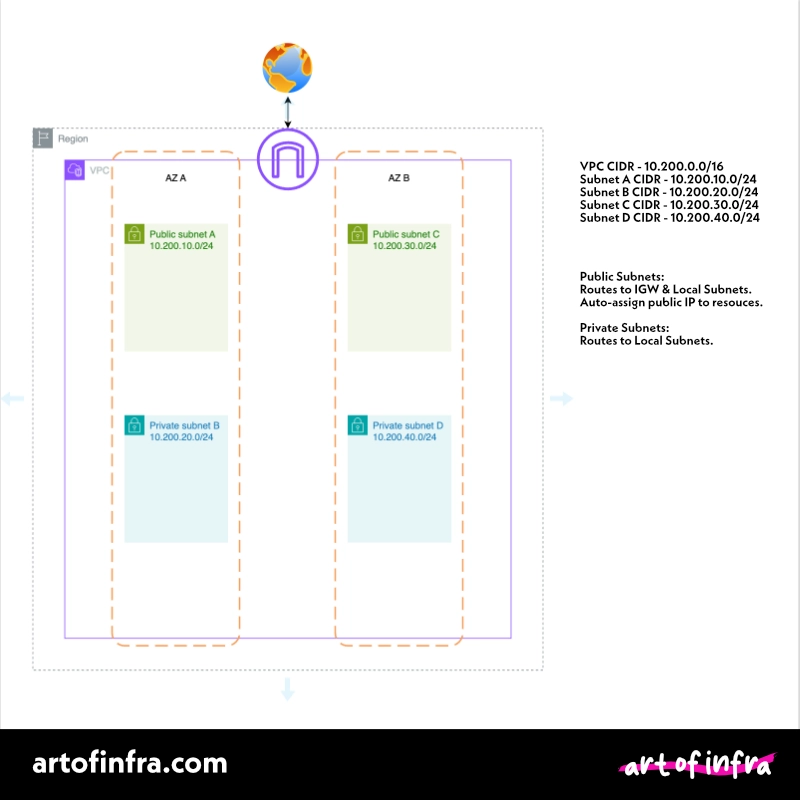 Region
VPC
AZ A
AZ B
Public subnet A
10.200.10.0/24
Public subnet C
10.200.30.0/24
Private subnet B
10.200.20.0/24
Private subnet D
10.200.40.0/24
VPC CIDR - 10.200.0.0/16
Subnet A CIDR - 10.200.10.0/24
Subnet B CIDR - 10.200.20.0/24
Subnet C CIDR - 10.200.30.0/24
Subnet D CIDR - 10.200.40.0/24
Public Subnets:
Routes to IGW & Local Subnets.
Auto-assign public IP to resouces.
Private Subnets:
Routes to Local Subnets.
artofinfra.com
art of infra